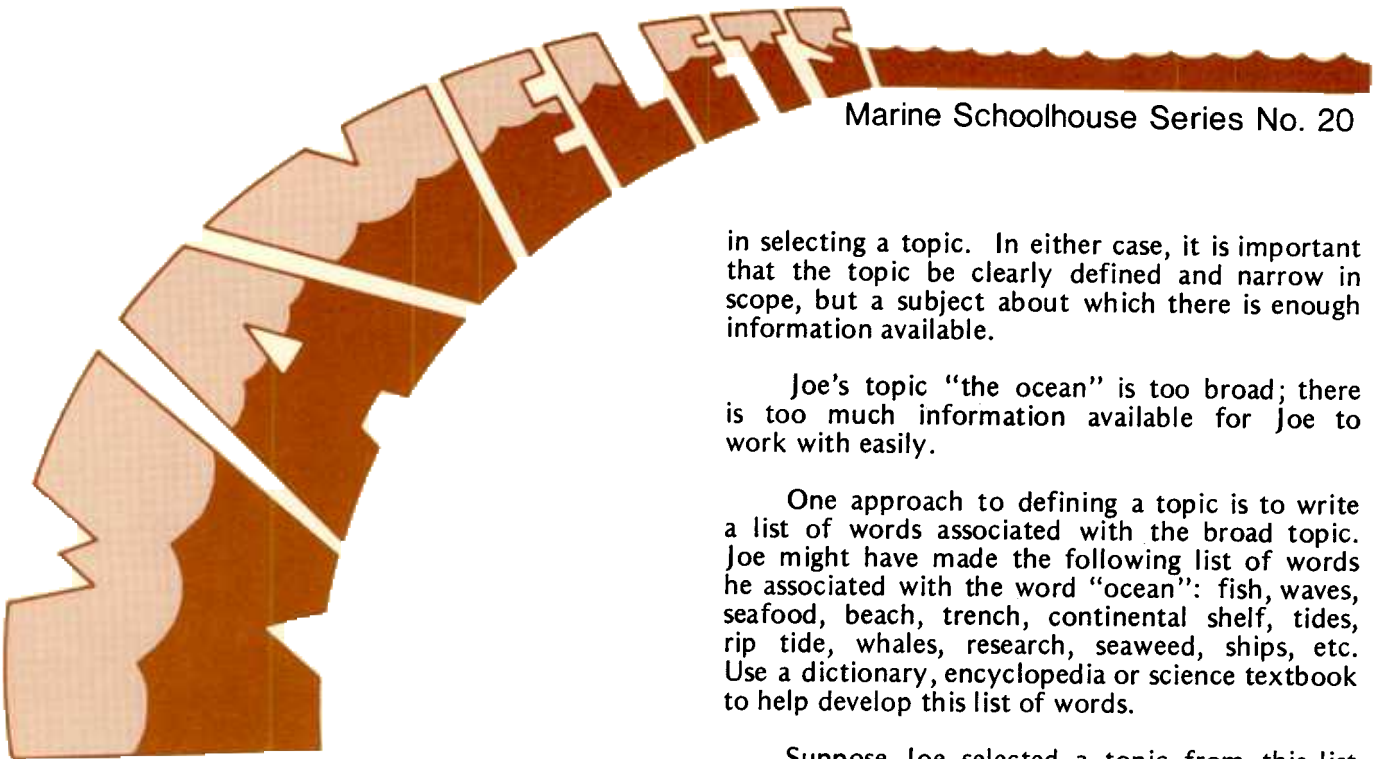 WAVELETS
Marine Schoolhouse Series No. 20
in selecting a topic. In either case, it is important
that the topic be clearly defined and narrow in
scope, but a subject about which there is enough
information available.
Joe's topic “the ocean” is too broad; there
is too much information available for Joe to
work with easily.
One approach to defining a topic is to write
a list of words associated with the broad topic.
Joe might have made the following list of words
he associated with the word “ocean”: fish, waves,
seafood, beach, trench, continental shelf, tides,
rip tide, whales, research, seaweed, ships, etc.
Use a dictionary, encyclopedia or science textbook
to help develop this list of words.
Suppose Joe selected a topic from this list